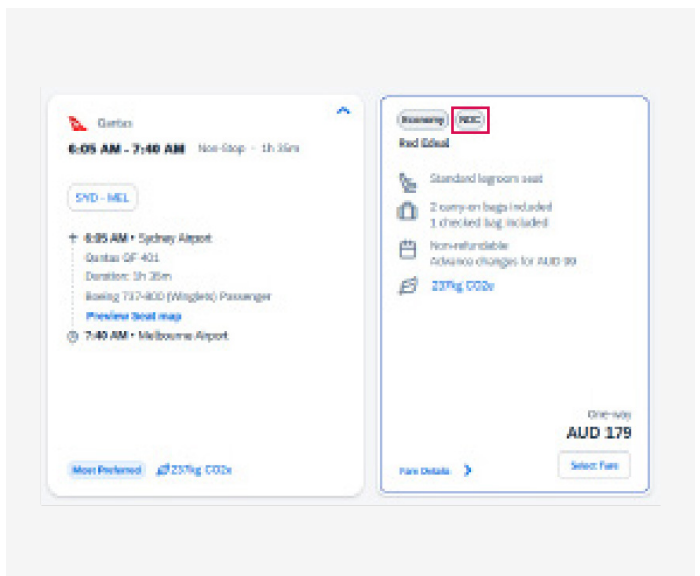 Qantas
6:05 AM - 7:40 AM Non-Stop - 1h 35m
SYD - MEL
6:05 AM • Sydney Airport
Qantas QF 401
Duration: 1h 35m
Boeing 737-800 (Winglets) Passenger
Preview Seat map
7:40 AM • Melbourne Airport
Most Preferred 237kg CO2e
Economy NDC
Red Edeal
Standard legroom seat
2 carry-on bags included
1 checked bag included
Non-refundable
Advance changes for AUD 99
237kg CO2e
One-way
AUD 179
Fare Details
Select Fare